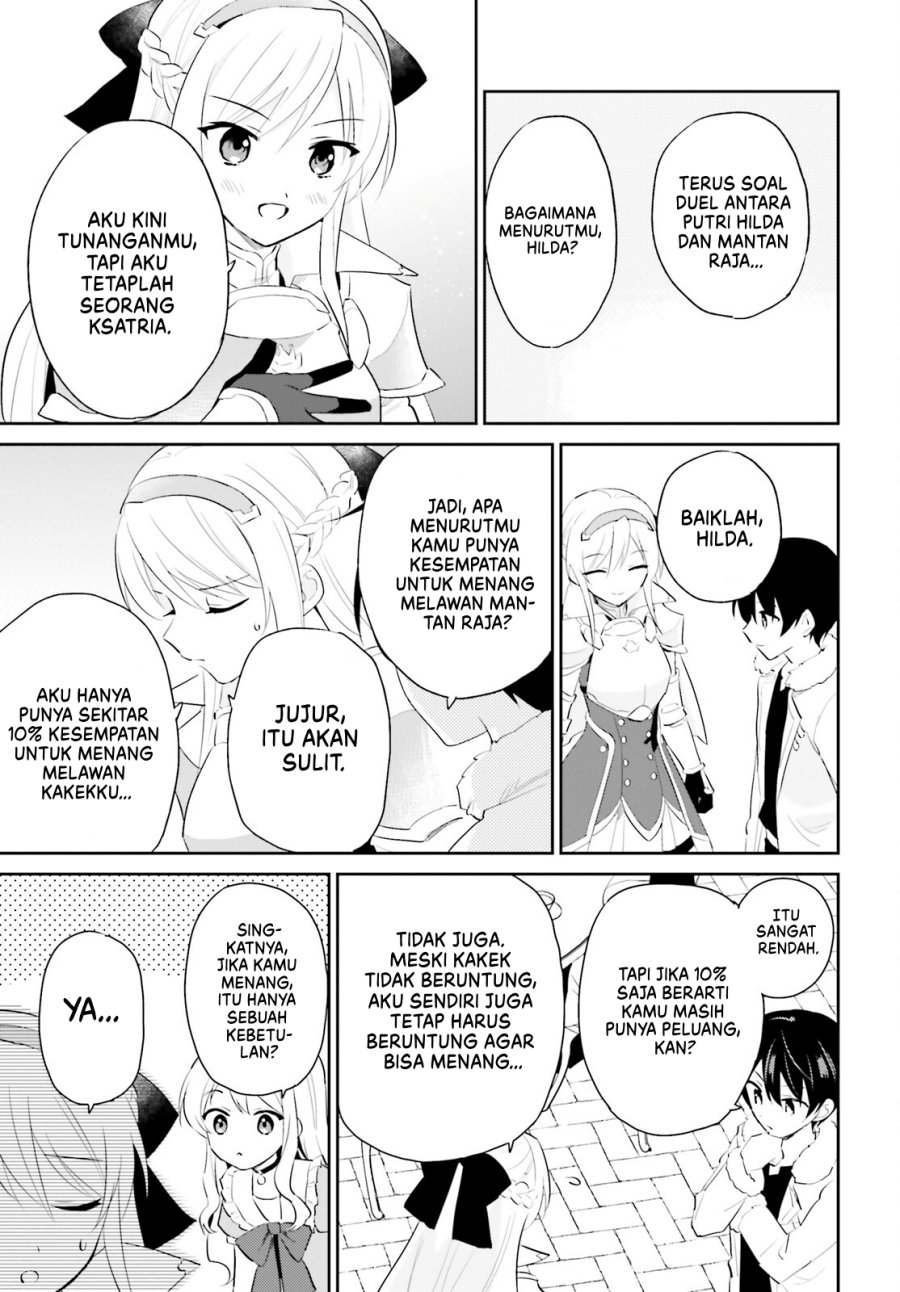 TERUS SOAL
DUEL ANTARA
PUTRI HILDA
DAN MANTAN
RAJA...
BAGAIMANA
MENURUTMU,
HILDA?
AKU KINI
TUNANGANMU,
TAPI AKU
TETAPLAH
SEORANG
KSATRIA.
BAIKLAH,
HILDA.
JADI, APA
MENURUTMU
KAMU PUNYA
KESEMPATAN
UNTUK MENANG
MELAWAN MAN-
TAN RAJA?
JUJUR,
ITU AKAN
SULIT.
AKU HANYA
PUNYA SEKITAR
10% KESEMPATAN
UNTUK MENANG
MELAWAN
KAKEKKU...
ITU
SANGAT
RENDAH.
TAPI JIKA 10%
SAJA BERARTI
KAMU MASIH
PUNYA PELUANG,
KAN?
TIDAK JUGA.
MESKI KAKEK
TIDAK BERUNTUNG,
AKU SENDIRI JUGA
TETAP HARUS
BERUNTUNG AGAR
BISA MENANG...
SING-
KATNYA,
JIKA KAMU
MENANG,
ITU HANYA
SEBUAH
KEBETU-
LAN?
YA...